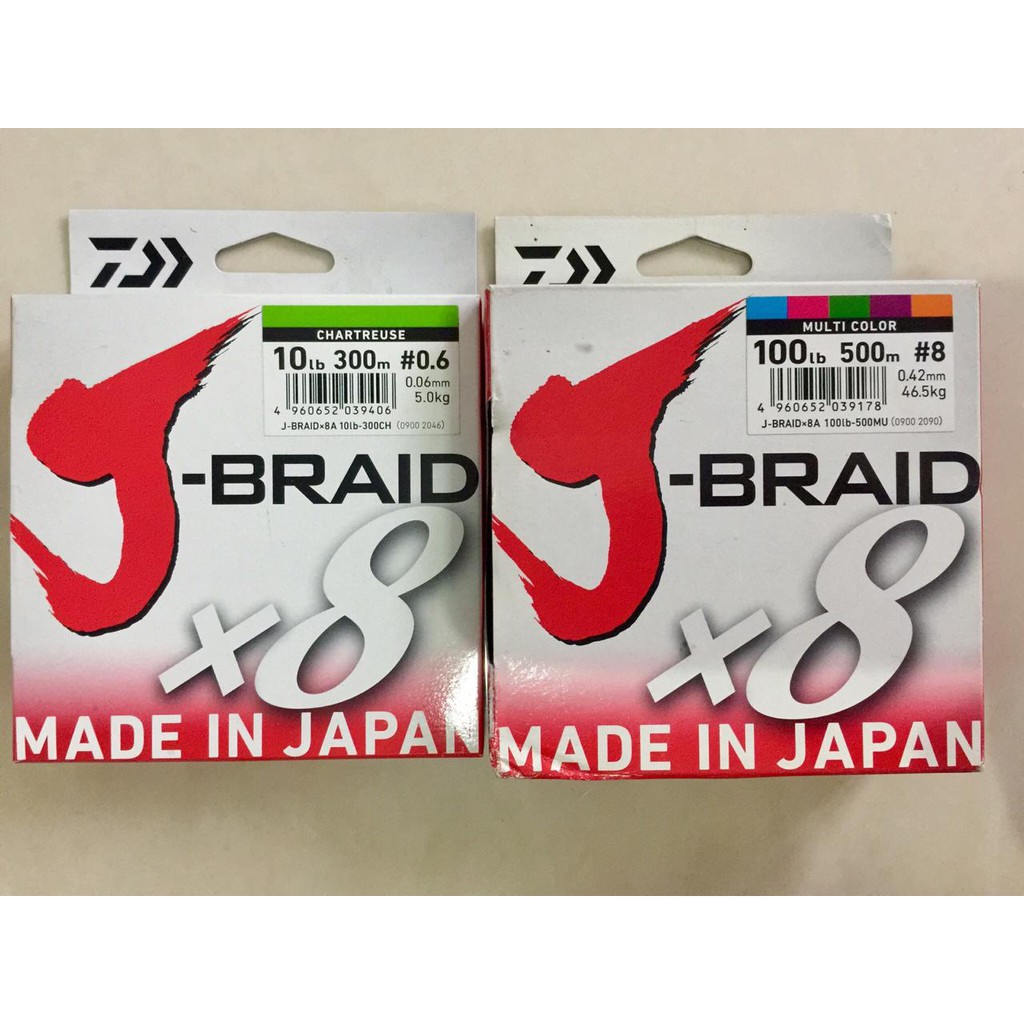 CHARTREUSE
10lb 300m #0.6
0.06mm
5.0kg
4 960652 039406
J-BRAID×8A 10lb-300CH (0900 2046)
J-BRAID
×8
MADE IN JAPAN
MULTI COLOR
100lb 500m #8
0.42mm
46.5kg
4 960652 039178
J-BRAID×8A 100lb-500MU (0900 2090)
J-BRAID
×8
MADE IN JAPAN